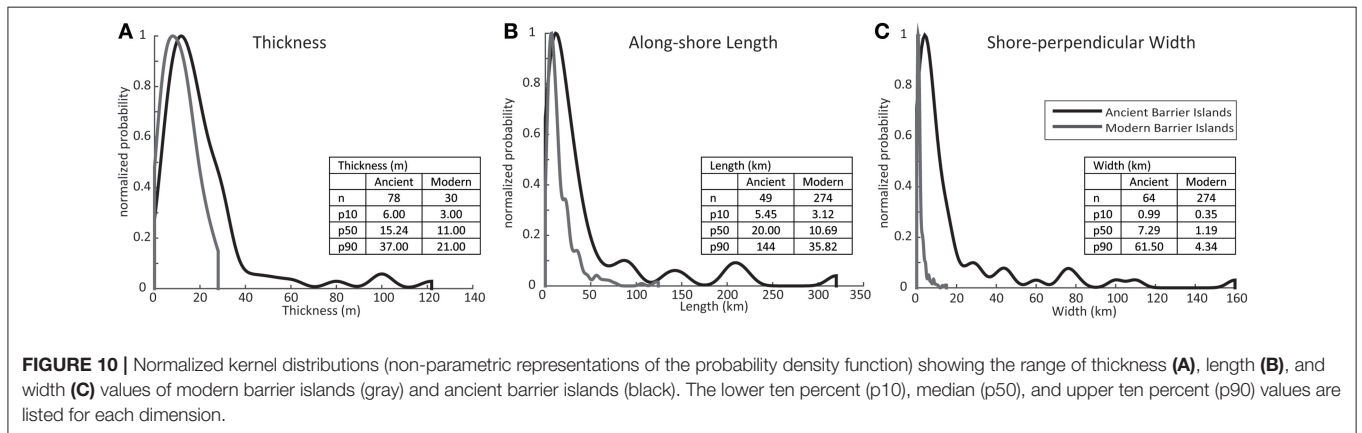 A
Thickness
normalized probability
1
0.8
0.6
0.4
0.2
0
0 20 40 60 80 100 120 140
Thickness (m)
Thickness (m)
Ancient Modern
n 78 30
p10 6.00 3.00
p50 15.24 11.00
p90 37.00 21.00
B
Along-shore Length
normalized probability
1
0.8
0.6
0.4
0.2
0
0 50 100 150 200 250 300 350
Length (km)
Length (km)
Ancient Modern
n 49 274
p10 5.45 3.12
p50 20.00 10.69
p90 144 35.82
C
Shore-perpendicular Width
normalized probability
1
0.8
0.6
0.4
0.2
0
0 20 40 60 80 100 120 140 160
Width (km)
Ancient Barrier Islands
Modern Barrier Islands
Width (km)
Ancient Modern
n 64 274
p10 0.99 0.35
p50 7.29 1.19
p90 61.50 4.34
FIGURE 10 | Normalized kernel distributions (non-parametric representations of the probability density function) showing the range of thickness (A), length (B), and
width (C) values of modern barrier islands (gray) and ancient barrier islands (black). The lower ten percent (p10), median (p50), and upper ten percent (p90) values are
listed for each dimension.